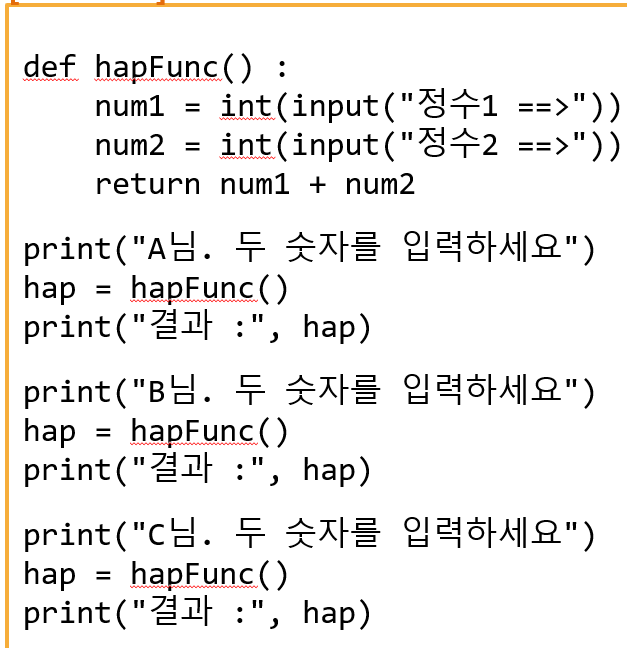 def hapFunc() :
    num1 = int(input("정수1 ==>"))
    num2 = int(input("정수2 ==>"))
    return num1 + num2
print("A님. 두 숫자를 입력하세요")
hap = hapFunc()
print("결과 :", hap)
print("B님. 두 숫자를 입력하세요")
hap = hapFunc()
print("결과 :", hap)
print("C님. 두 숫자를 입력하세요")
hap = hapFunc()
print("결과 :", hap)